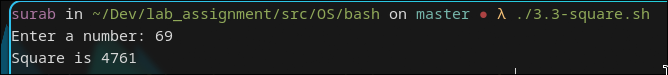 surab in ~/Dev/lab_assignment/src/OS/bash on master • λ ./3.3-square.sh
Enter a number: 69
Square is 4761